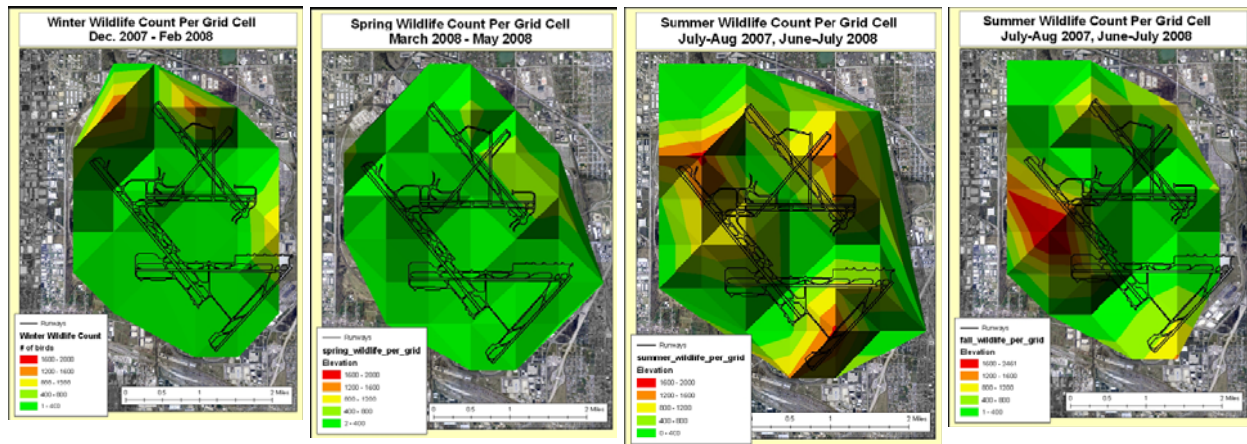 Winter Wildlife Count Per Grid Cell
Dec. 2007 - Feb 2008
Runways
Winter Wildlife Count
# of birds
1600 - 2000
1200 - 1600
400 - 800
1 - 400
0 0.5 1 2 Miles
Spring Wildlife Count Per Grid Cell
March 2008 - May 2008
Runways
spring_wildlife_per_grid
Elevation
1600 - 2000
1200 - 1600
400 - 800
2 - 400
0 0.5 1 2 Miles
Summer Wildlife Count Per Grid Cell
July-Aug 2007, June-July 2008
Runways
summer_wildlife_per_grid
Elevation
1600 - 2000
1200 - 1600
800 - 1200
400 - 800
0 - 400
0.5 1 2 Miles
Summer Wildlife Count Per Grid Cell
July-Aug 2007, June-July 2008
Runways
fall_wildlife_per_grid
Elevation
1600 - 2461
1200 - 1600
400 - 800
1 - 400
0.5 1 2 Miles